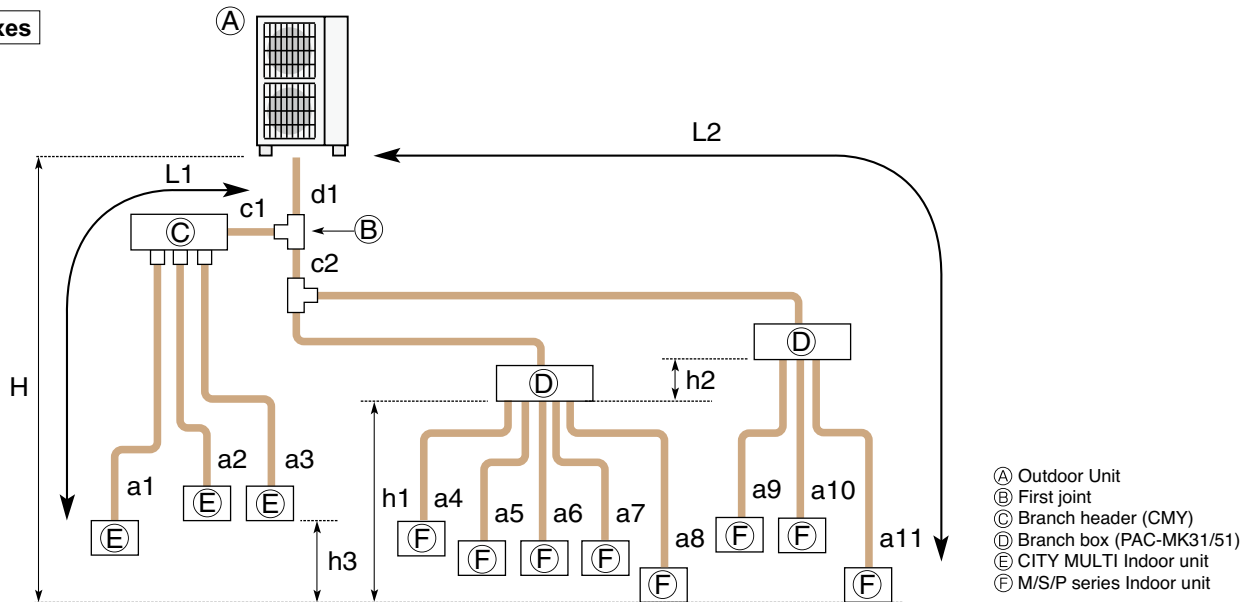 xes
Ⓐ
L2
L1
d1
c1
Ⓒ
Ⓑ
c2
Ⓓ
Ⓓ
h2
H
a1
a2
a3
Ⓔ
Ⓔ
Ⓔ
h3
h1
a4
a5
a6
a7
a8
a9
a10
a11
Ⓕ
Ⓕ
Ⓕ
Ⓕ
Ⓕ
Ⓕ
Ⓕ
Ⓕ
Ⓐ Outdoor Unit
Ⓑ First joint
Ⓒ Branch header (CMY)
Ⓓ Branch box (PAC-MK31/51)
Ⓔ CITY MULTI Indoor unit
Ⓕ M/S/P series Indoor unit